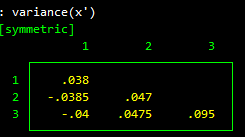 : variance(x')
[symmetric]
1 2 3
1 .038
2 -.0385 .047
3 -.04 .0475 .095